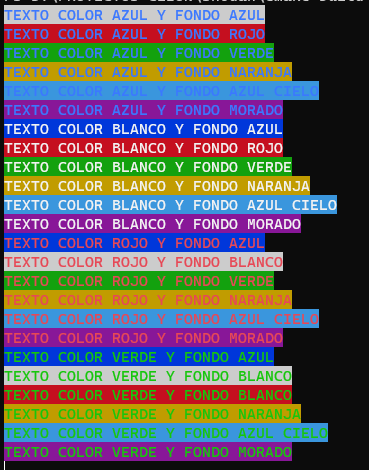 TEXTO COLOR AZUL Y FONDO AZUL
TEXTO COLOR AZUL Y FONDO ROJO
TEXTO COLOR AZUL Y FONDO VERDE
TEXTO COLOR AZUL Y FONDO NARANJA
TEXTO COLOR AZUL Y FONDO AZUL CIELO
TEXTO COLOR AZUL Y FONDO MORADO
TEXTO COLOR BLANCO Y FONDO AZUL
TEXTO COLOR BLANCO Y FONDO ROJO
TEXTO COLOR BLANCO Y FONDO VERDE
TEXTO COLOR BLANCO Y FONDO NARANJA
TEXTO COLOR BLANCO Y FONDO AZUL CIELO
TEXTO COLOR BLANCO Y FONDO MORADO
TEXTO COLOR ROJO Y FONDO AZUL
TEXTO COLOR ROJO Y FONDO BLANCO
TEXTO COLOR ROJO Y FONDO VERDE
TEXTO COLOR ROJO Y FONDO NARANJA
TEXTO COLOR ROJO Y FONDO AZUL CIELO
TEXTO COLOR ROJO Y FONDO MORADO
TEXTO COLOR VERDE Y FONDO AZUL
TEXTO COLOR VERDE Y FONDO BLANCO
TEXTO COLOR VERDE Y FONDO BLANCO
TEXTO COLOR VERDE Y FONDO NARANJA
TEXTO COLOR VERDE Y FONDO AZUL CIELO
TEXTO COLOR VERDE Y FONDO MORADO